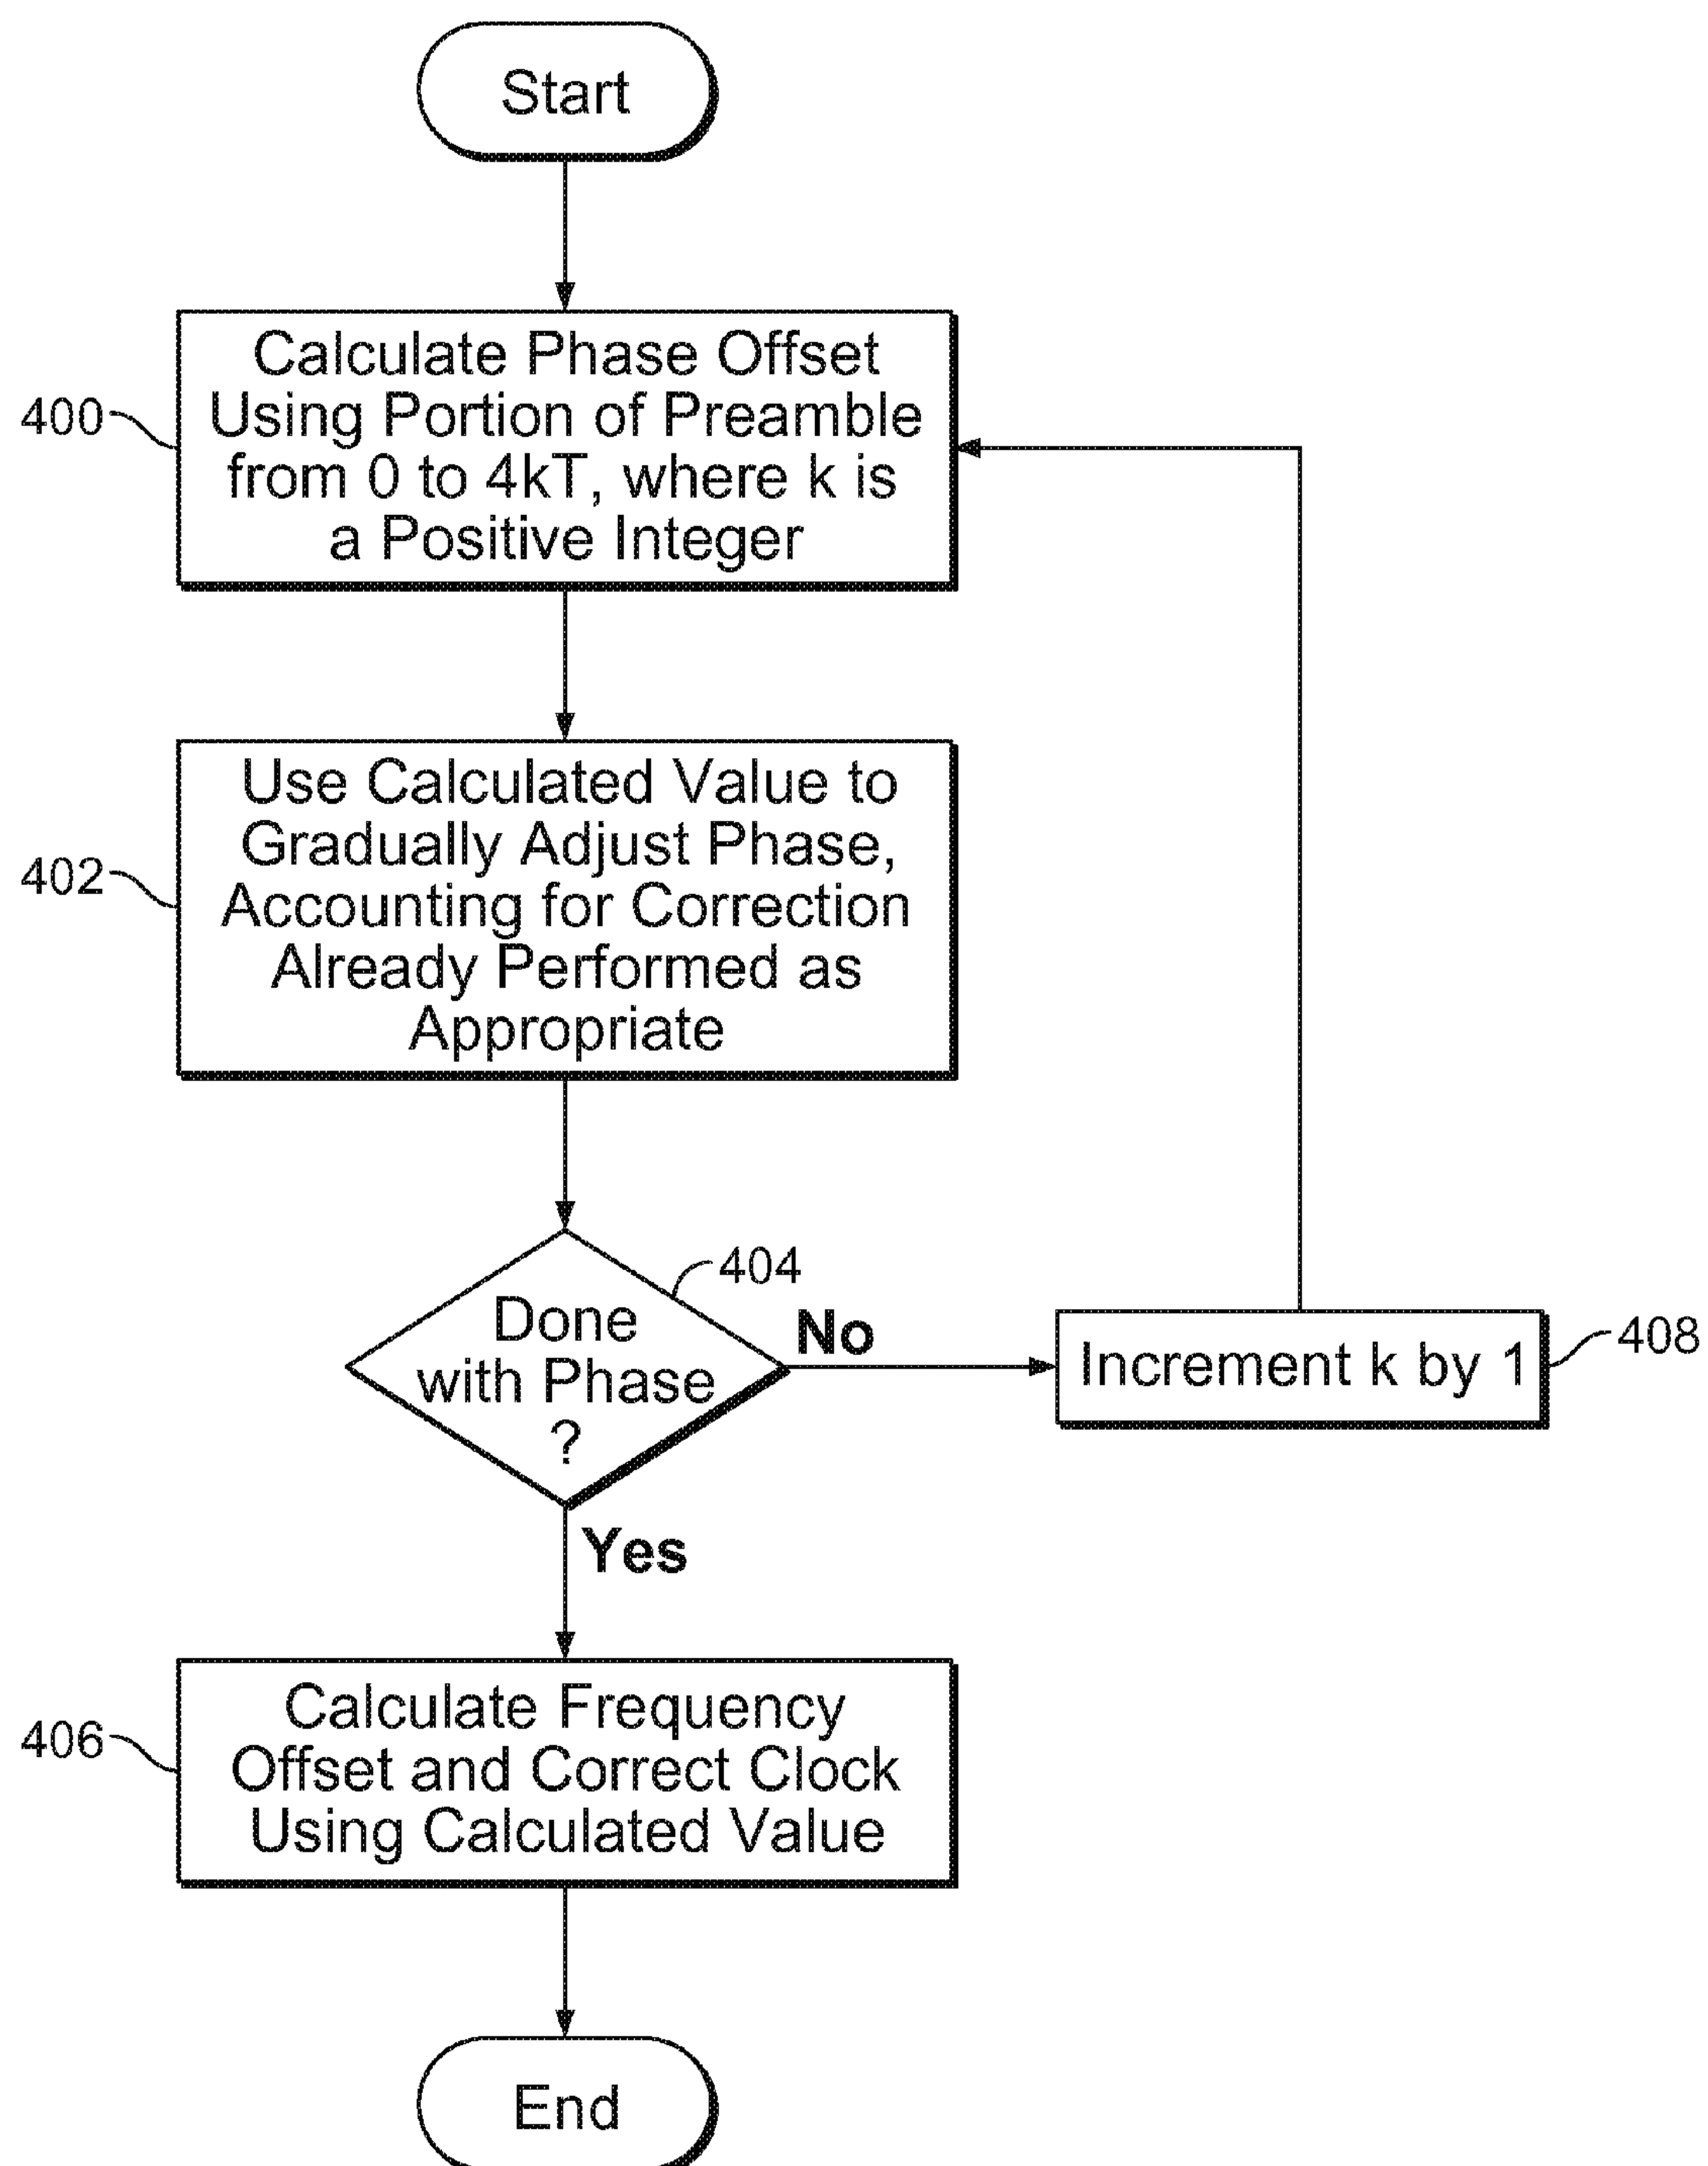 Start
400
Calculate Phase Offset
Using Portion of Preamble
from 0 to 4kT, where k is
a Positive Integer
402
Use Calculated Value to
Gradually Adjust Phase,
Accounting for Correction
Already Performed as
Appropriate
404
Done
with Phase
?
No
Increment k by 1
408
Yes
406
Calculate Frequency
Offset and Correct Clock
Using Calculated Value
End